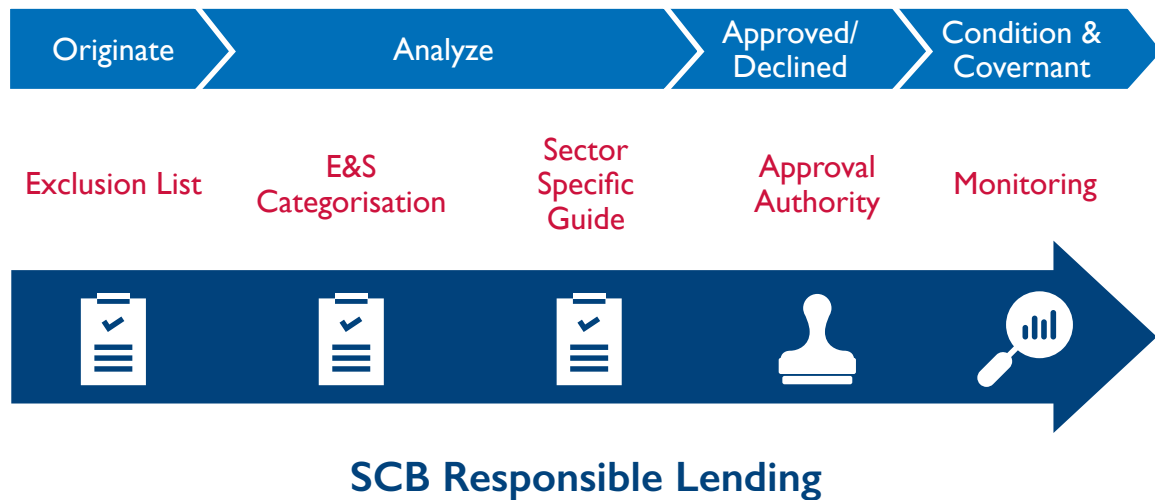 Originate
Analyze
Approved/
Declined
Condition &
Covernant
Exclusion List
E&S
Categorisation
Sector
Specific
Guide
Approval
Authority
Monitoring
SCB Responsible Lending